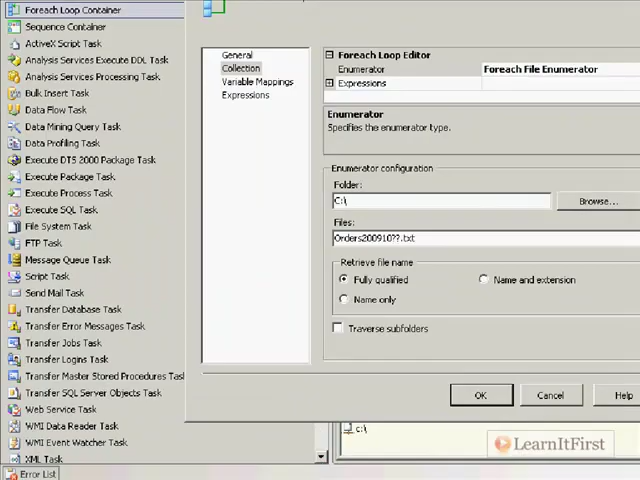 Foreach Loop Container
Sequence Container
ActiveX Script Task
Analysis Services Execute DDL Task
Analysis Services Processing Task
Bulk Insert Task
Data Flow Task
Data Mining Query Task
Data Profiling Task
Execute DTS 2000 Package Task
Execute Package Task
Execute Process Task
Execute SQL Task
File System Task
FTP Task
Message Queue Task
Script Task
Send Mail Task
Transfer Database Task
Transfer Error Messages Task
Transfer Jobs Task
Transfer Logins Task
Transfer Master Stored Procedures Tas
Transfer SQL Server Objects Task
Web Service Task
WMI Data Reader Task
WMI Event Watcher Task
XML Task
Error List
General
Collection
Variable Mappings
Expressions
Foreach Loop Editor
Enumerator Foreach File Enumerator
Expressions
Enumerator
Specifies the enumerator type.
Enumerator configuration
Folder:
C:\ Browse...
Files:
Orders200910??.txt
Retrieve file name
Fully qualified Name and extension
Name only
Traverse subfolders
OK Cancel Help
c:\
LearnItFirst